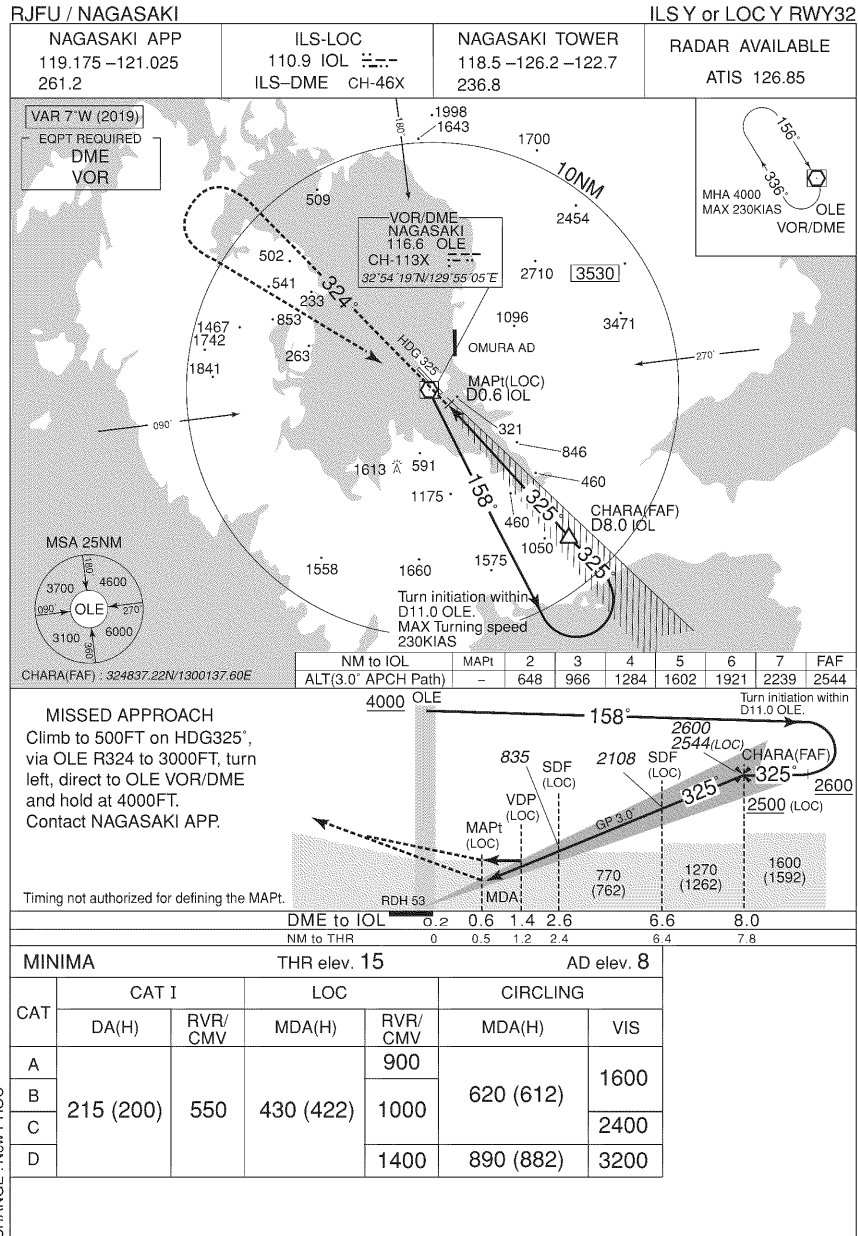 RJFU / NAGASAKI
ILS Y or LOC Y RWY32
NAGASAKI APP
119.175 –121.025
261.2
ILS-LOC
110.9 IOL
ILS–DME CH-46X
NAGASAKI TOWER
118.5 –126.2 –122.7
236.8
RADAR AVAILABLE
ATIS 126.85
VAR 7°W (2019)
EQPT REQUIRED
DME
VOR
180°
1998
1643
1700
10NM
2454
509
VOR/DME
NAGASAKI
116.6 OLE
CH-113X
32°54´19″N/129°55´05″E
156°
336°
MHA 4000
MAX 230KIAS
OLE
VOR/DME
502
541
233
324°
2710
3530
1467
1742
853
1841
263
1096
3471
HDG 325°
OMURA AD
270°
MAPt(LOC)
D0.6 IOL
090°
321
846
1613
591
460
1175
158°
460
325°
CHARA(FAF)
D8.0 IOL
1050
325°
1558
1660
1575
MSA 25NM
180°
3700
4600
090°
OLE
270°
3100
6000
360°
Turn initiation within
D11.0 OLE.
MAX Turning speed
230KIAS
CHARA(FAF) : 324837.22N/1300137.60E
NM to IOL MAPt 2 3 4 5 6 7 FAF
ALT(3.0° APCH Path) – 648 966 1284 1602 1921 2239 2544
MISSED APPROACH
Climb to 500FT on HDG325°,
via OLE R324 to 3000FT, turn
left, direct to OLE VOR/DME
and hold at 4000FT.
Contact NAGASAKI APP.
Timing not authorized for defining the MAPt.
4000 OLE
158°
Turn initiation within
D11.0 OLE.
2600
2544(LOC)
CHARA(FAF)
835
SDF
(LOC)
2108
SDF
(LOC)
325°
325°
2600
2500 (LOC)
VDP
(LOC)
MAPt
(LOC)
GP 3.0°
770
(762)
1270
(1262)
1600
(1592)
RDH 53
MDA
DME to IOL 0.2 0.6 1.4 2.6 6.6 8.0
NM to THR 0 0.5 1.2 2.4 6.4 7.8
MINIMA THR elev. 15 AD elev. 8
CAT CAT I LOC CIRCLING
DA(H) RVR/CMV MDA(H) RVR/CMV MDA(H) VIS
A 215 (200) 550 430 (422) 900 620 (612) 1600
B 1000
C 2400
D 1400 890 (882) 3200